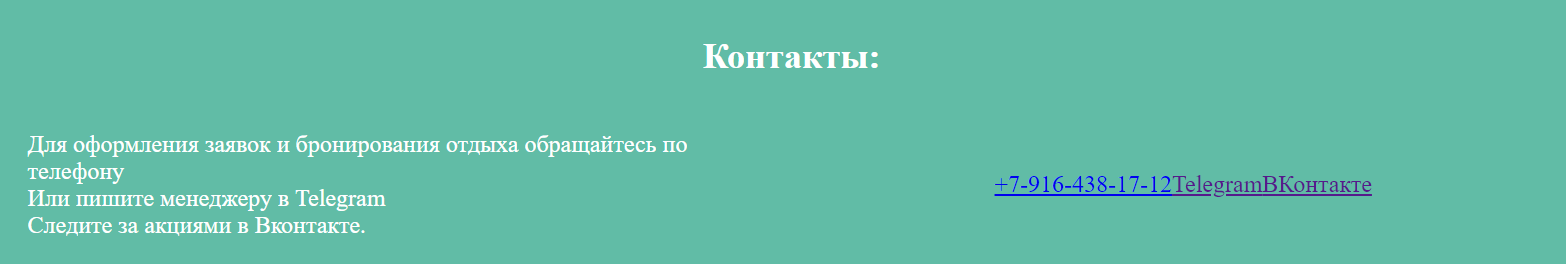 Контакты:
Для оформления заявок и бронирования отдыха обращайтесь по
телефону
Или пишите менеджеру в Telegram
Следите за акциями в Вконтакте.
+7-916-438-17-12TelegramВКонтакте